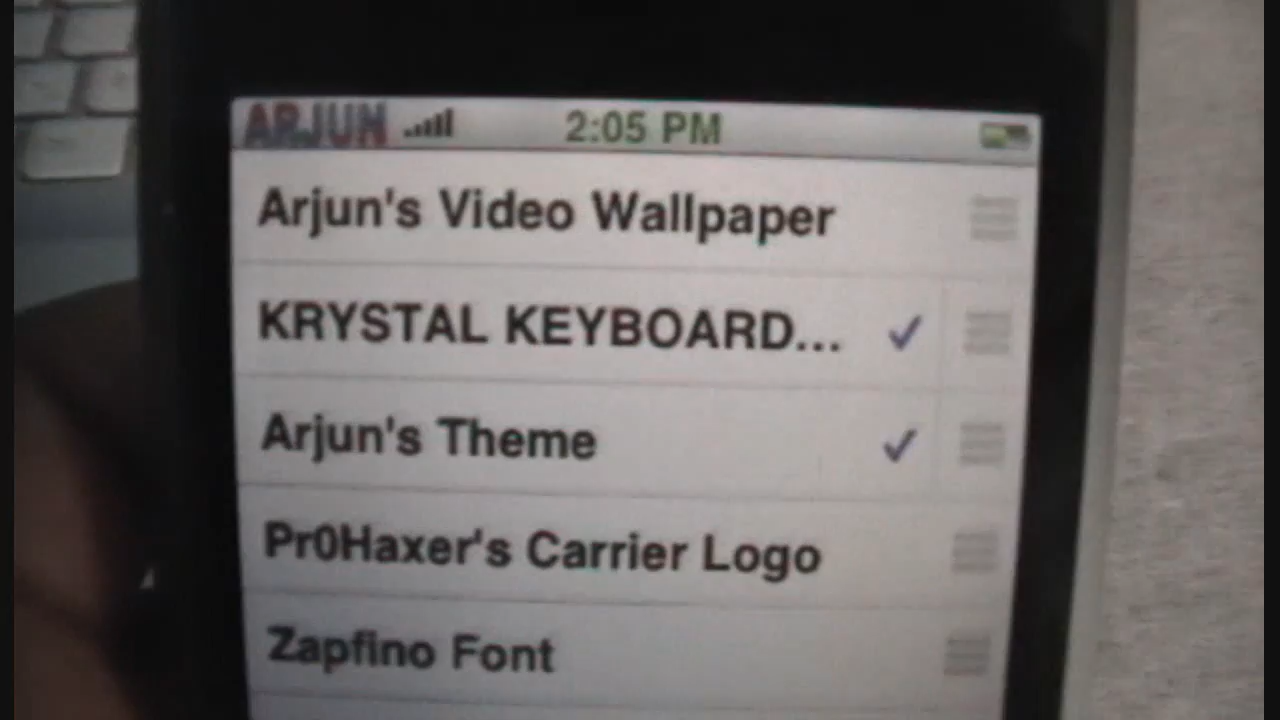 ARJUN 2:05 PM
Arjun's Video Wallpaper
KRYSTAL KEYBOARD...
Arjun's Theme
Pr0Haxer's Carrier Logo
Zapfino Font